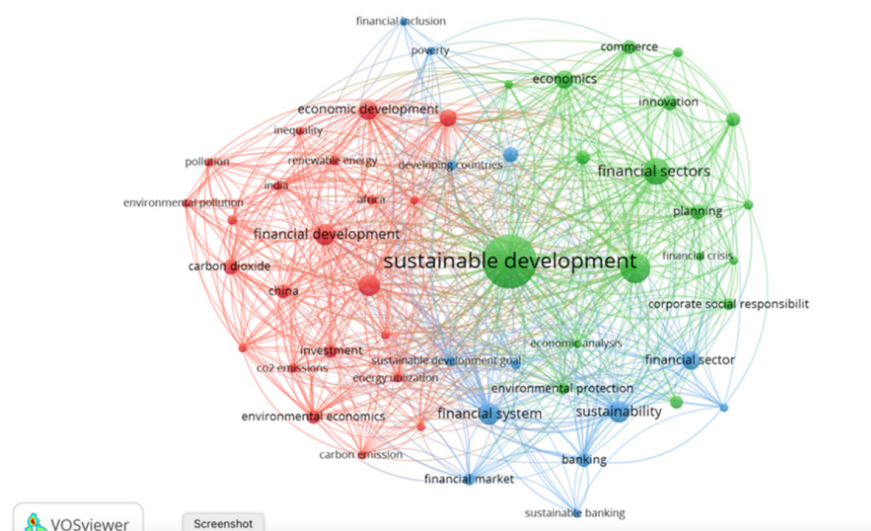 financial inclusion
poverty
commerce
economics
innovation
economic development
inequality
pollution
renewable energy
developing countries
financial sectors
india
environmental pollution
africa
planning
financial development
sustainable development
financial crisis
carbon dioxide
china
corporate social responsibilit
economic analysis
investment
sustainable development goal
financial sector
co2 emissions
energy utilization
environmental protection
environmental economics
financial system
sustainability
carbon emission
banking
financial market
sustainable banking
VOSviewer
Screenshot